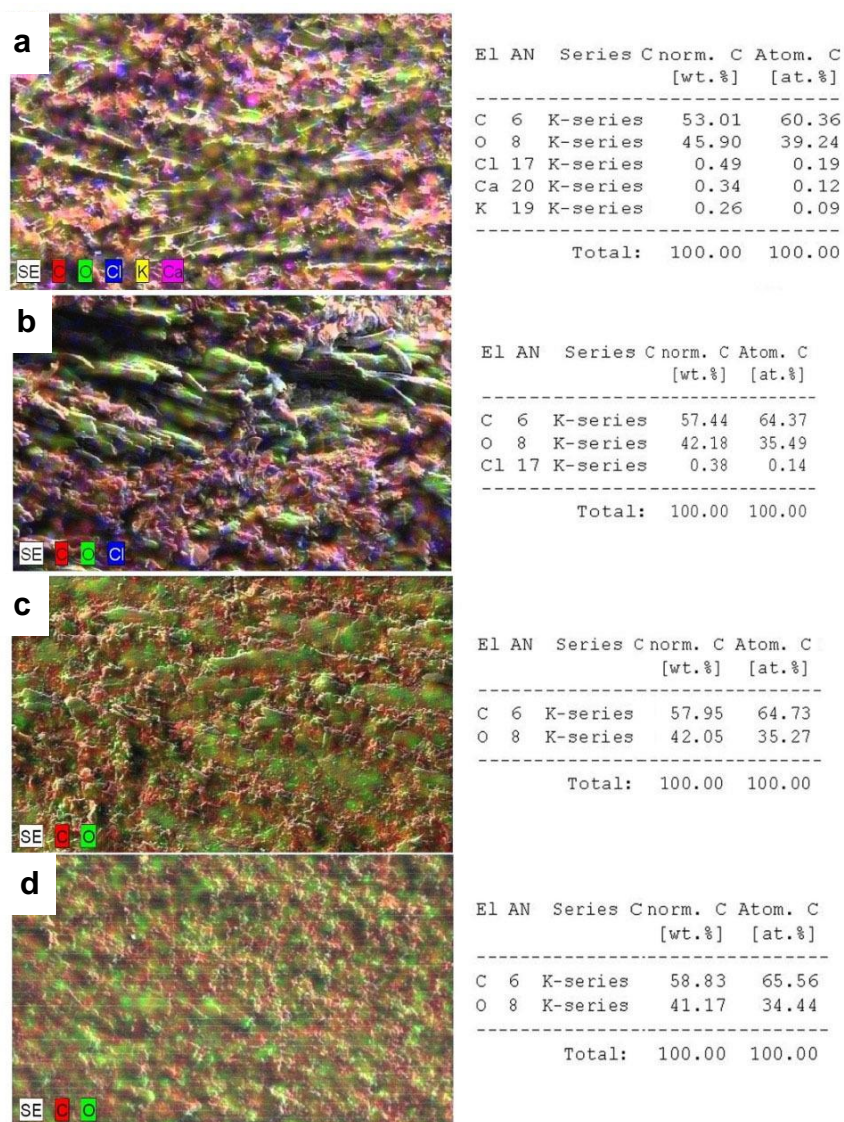 a
El AN Series C norm. C Atom. C
[wt.%] [at.%]
C 6 K-series 53.01 60.36
O 8 K-series 45.90 39.24
Cl 17 K-series 0.49 0.19
Ca 20 K-series 0.34 0.12
K 19 K-series 0.26 0.09
Total: 100.00 100.00
SE C O Cl K Ca
b
El AN Series C norm. C Atom. C
[wt.%] [at.%]
C 6 K-series 57.44 64.37
O 8 K-series 42.18 35.49
Cl 17 K-series 0.38 0.14
Total: 100.00 100.00
SE C O Cl
c
El AN Series C norm. C Atom. C
[wt.%] [at.%]
C 6 K-series 57.95 64.73
O 8 K-series 42.05 35.27
Total: 100.00 100.00
SE C O
d
El AN Series C norm. C Atom. C
[wt.%] [at.%]
C 6 K-series 58.83 65.56
O 8 K-series 41.17 34.44
Total: 100.00 100.00
SE C O